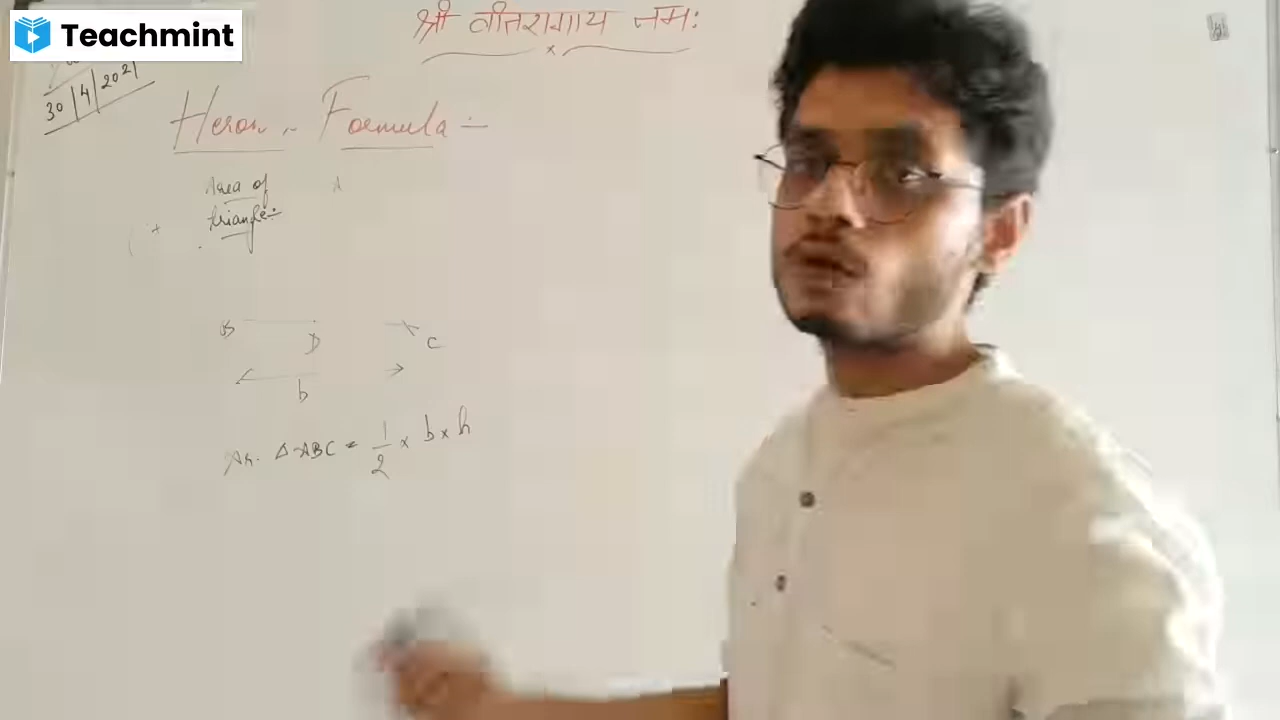 Teachmint
श्री वीतरागाय नमः
30/4/2021
Heron's Formula :-
Area of
triangle :-
A
B
D
C
b
Ar. Δ ABC = 1/2 × b × h